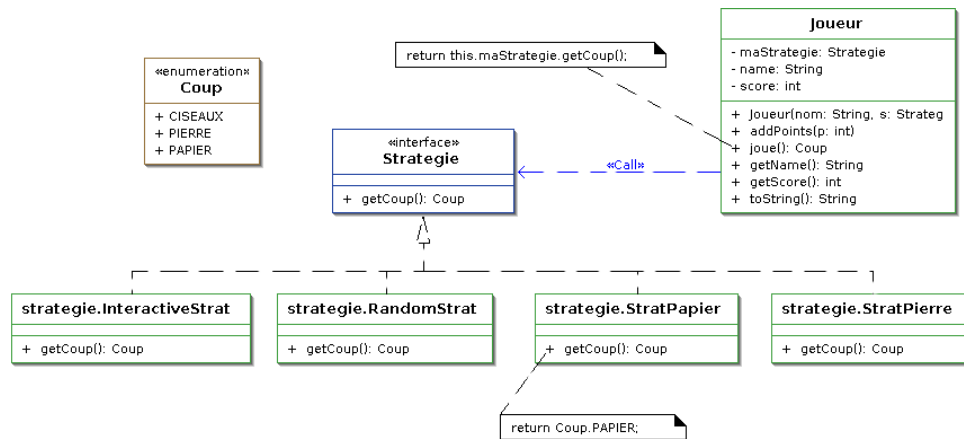 Joueur
- maStrategie: Strategie
- name: String
- score: int
+ Joueur(nom: String, s: Strateg
+ addPoints(p: int)
+ joue(): Coup
+ getName(): String
+ getScore(): int
+ toString(): String
return this.maStrategie.getCoup();
«enumeration»
Coup
+ CISEAUX
+ PIERRE
+ PAPIER
«interface»
Strategie
+ getCoup(): Coup
«Call»
strategie.InteractiveStrat
+ getCoup(): Coup
strategie.RandomStrat
+ getCoup(): Coup
strategie.StratPapier
+ getCoup(): Coup
strategie.StratPierre
+ getCoup(): Coup
return Coup.PAPIER;